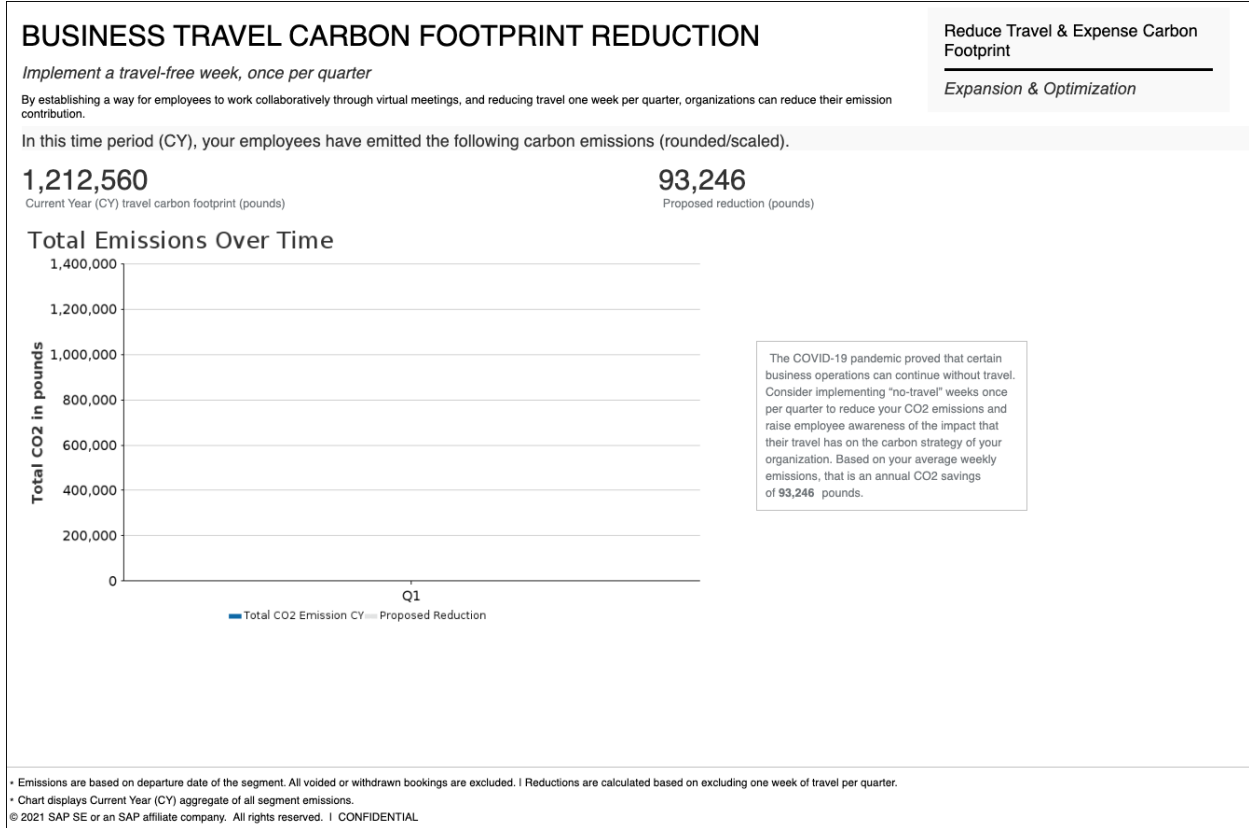 BUSINESS TRAVEL CARBON FOOTPRINT REDUCTION
Implement a travel-free week, once per quarter
By establishing a way for employees to work collaboratively through virtual meetings, and reducing travel one week per quarter, organizations can reduce their emission
contribution.
Reduce Travel & Expense Carbon
Footprint
Expansion & Optimization
In this time period (CY), your employees have emitted the following carbon emissions (rounded/scaled).
1,212,560
Current Year (CY) travel carbon footprint (pounds)
93,246
Proposed reduction (pounds)
Total Emissions Over Time
Total CO2 in pounds
1,400,000
1,200,000
1,000,000
800,000
600,000
400,000
200,000
0
Q1
Total CO2 Emission CY Proposed Reduction
The COVID-19 pandemic proved that certain
business operations can continue without travel.
Consider implementing “no-travel” weeks once
per quarter to reduce your CO2 emissions and
raise employee awareness of the impact that
their travel has on the carbon strategy of your
organization. Based on your average weekly
emissions, that is an annual CO2 savings
of 93,246 pounds.
* Emissions are based on departure date of the segment. All voided or withdrawn bookings are excluded. | Reductions are calculated based on excluding one week of travel per quarter.
* Chart displays Current Year (CY) aggregate of all segment emissions.
© 2021 SAP SE or an SAP affiliate company. All rights reserved. | CONFIDENTIAL